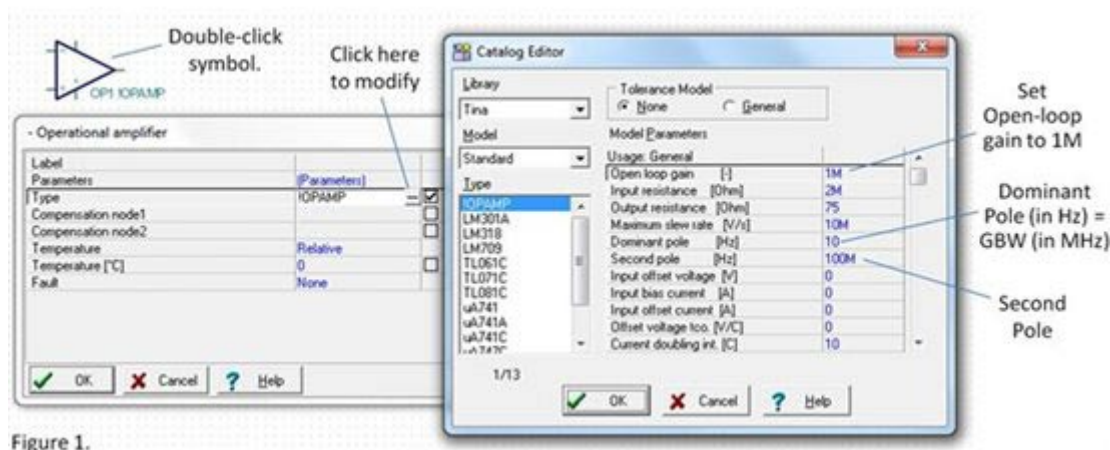 Double-click
symbol.
OP1 !OPAMP
Click here
to modify
- Operational amplifier
Label
Parameters (Parameters)
Type !OPAMP ...
Compensation node1
Compensation node2
Temperature Relative
Temperature [°C] 0
Fault None
OK Cancel ? Help
Catalog Editor
Library
Tina
Model
Standard
Type
!OPAMP
LM301A
LM318
LM709
TL061C
TL071C
TL081C
uA741
uA741A
uA741C
uA747C
1/13
Tolerance Model
None General
Model Parameters
Usage: General
Open loop gain [-] 1M
Input resistance [Ohm] 2M
Output resistance [Ohm] 75
Maximum slew rate [V/s] 10M
Dominant pole [Hz] 10
Second pole [Hz] 100M
Input offset voltage [V] 0
Input bias current [A] 0
Input offset current [A] 0
Offset voltage tco. [V/C] 0
Current doubling int. [C] 10
OK Cancel ? Help
Set
Open-loop
gain to 1M
Dominant
Pole (in Hz) =
GBW (in MHz)
Second
Pole
Figure 1.